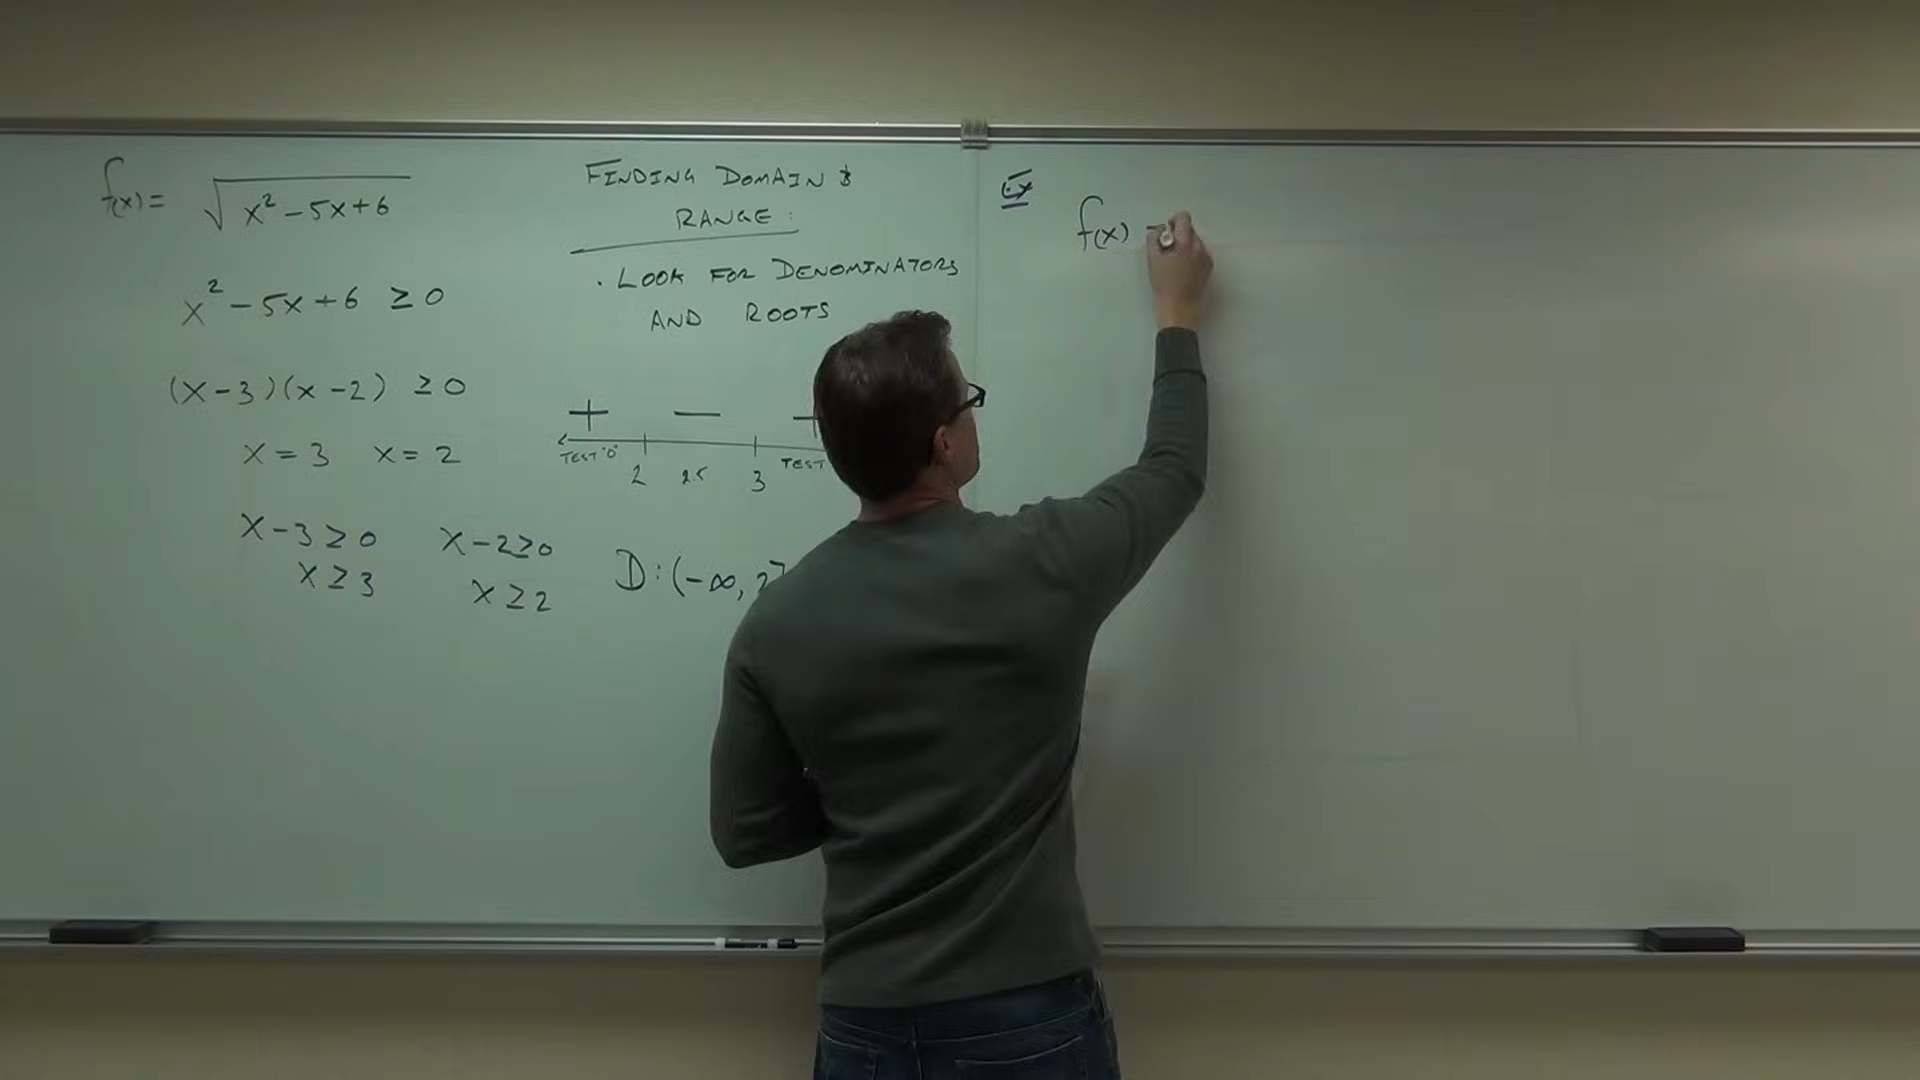 f(x) = √(x² - 5x + 6)
x² - 5x + 6 ≥ 0
(x - 3)(x - 2) ≥ 0
x = 3 x = 2
x - 3 ≥ 0 x - 2 ≥ 0
x ≥ 3 x ≥ 2
FINDING DOMAIN &
RANGE:
· LOOK FOR DENOMINATORS
AND ROOTS
+ − +
TEST "0" 2 2.5 3 TEST
D: (-∞, 2]
Ex
f(x) =